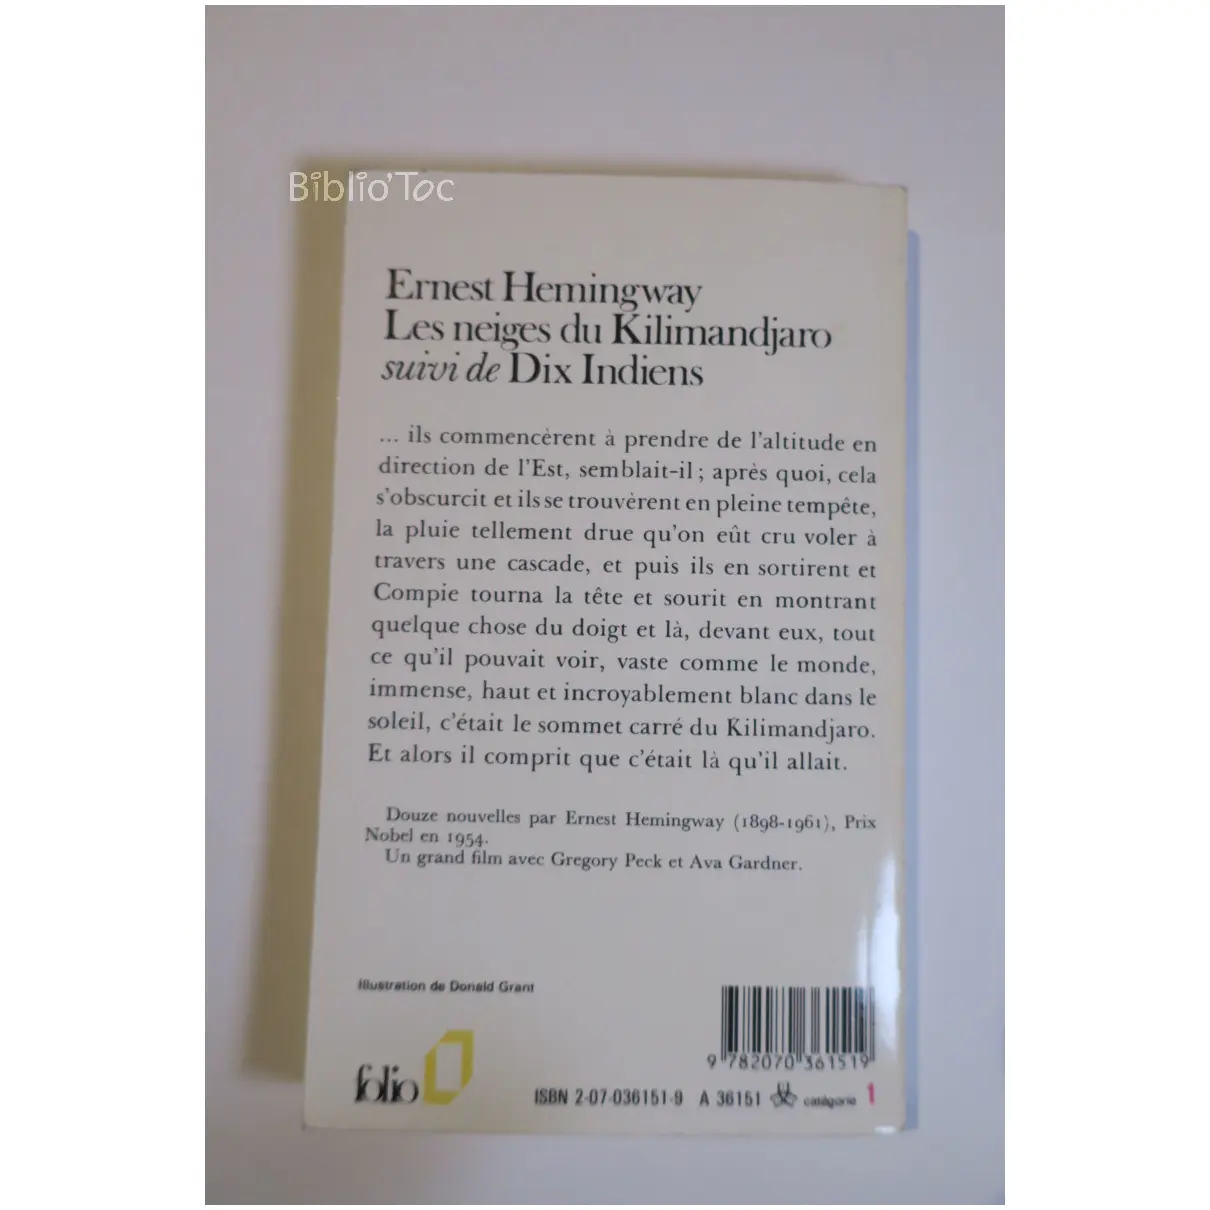 Biblio'Toc
Ernest Hemingway
Les neiges du Kilimandjaro
suivi de Dix Indiens
... ils commencèrent à prendre de l'altitude en
direction de l'Est, semblait-il ; après quoi, cela
s'obscurcit et ils se trouvèrent en pleine tempête,
la pluie tellement drue qu'on eût cru voler à
travers une cascade, et puis ils en sortirent et
Compie tourna la tête et sourit en montrant
quelque chose du doigt et là, devant eux, tout
ce qu'il pouvait voir, vaste comme le monde,
immense, haut et incroyablement blanc dans le
soleil, c'était le sommet carré du Kilimandjaro.
Et alors il comprit que c'était là qu'il allait.
Douze nouvelles par Ernest Hemingway (1898-1961), Prix
Nobel en 1954.
Un grand film avec Gregory Peck et Ava Gardner.
Illustration de Donald Grant
9 782070 361519
folio
ISBN 2-07-036151-9 A 36151 catégorie 1